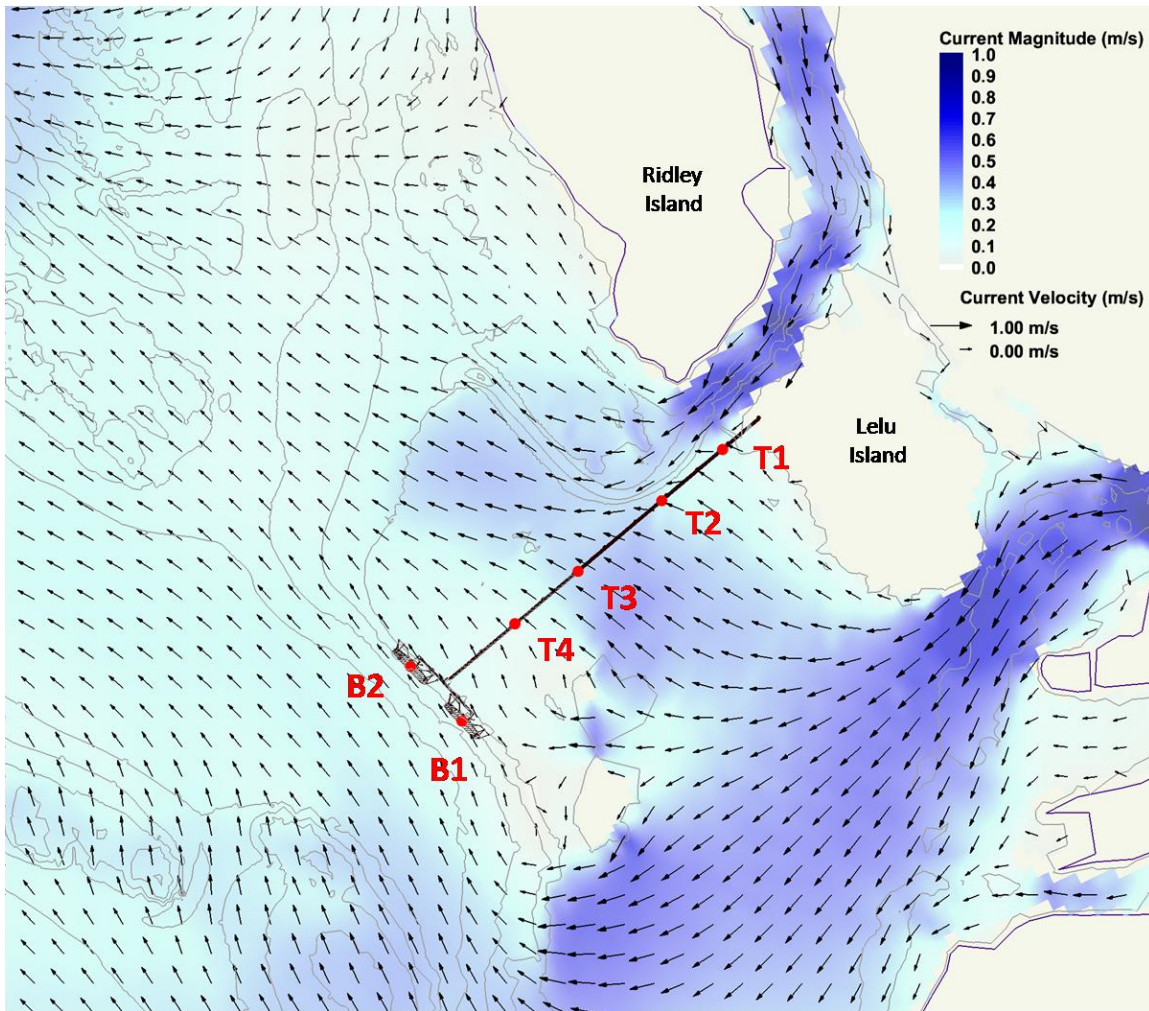 Current Magnitude (m/s)
1.0
0.9
0.8
0.7
0.6
0.5
0.4
0.3
0.2
0.1
0.0
Current Velocity (m/s)
1.00 m/s
0.00 m/s
Ridley
Island
Lelu
Island
T1
T2
T3
T4
B2
B1